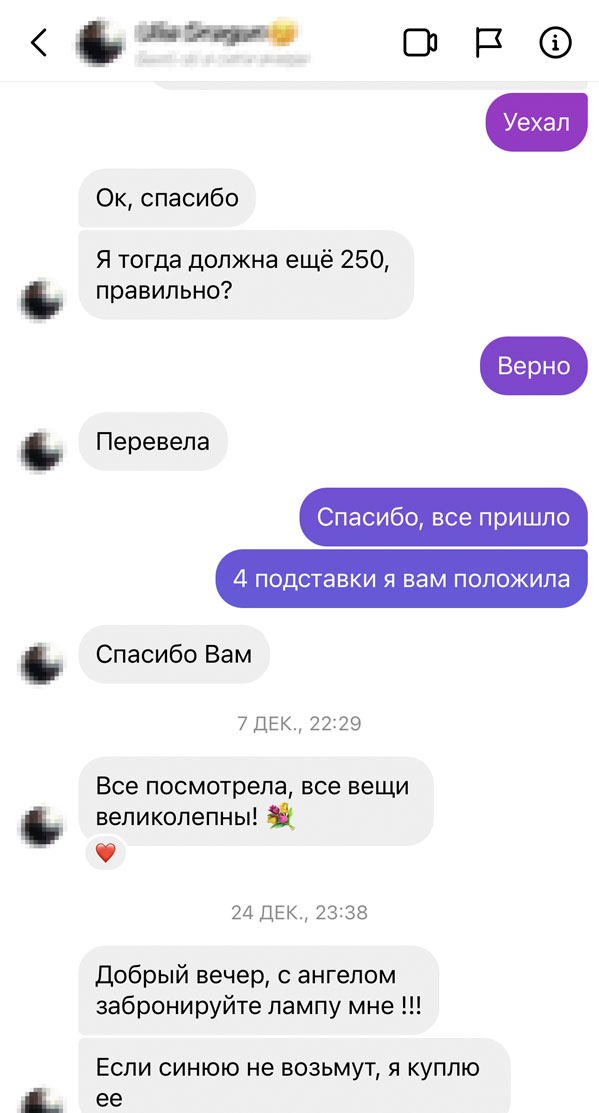 Уехал
Ок, спасибо
Я тогда должна ещё 250,
правильно?
Верно
Перевела
Спасибо, все пришло
4 подставки я вам положила
Спасибо Вам
7 ДЕК., 22:29
Все посмотрела, все вещи
великолепны! 💐
24 ДЕК., 23:38
Добрый вечер, с ангелом
забронируйте лампу мне !!!
Если синюю не возьмут, я куплю
ее